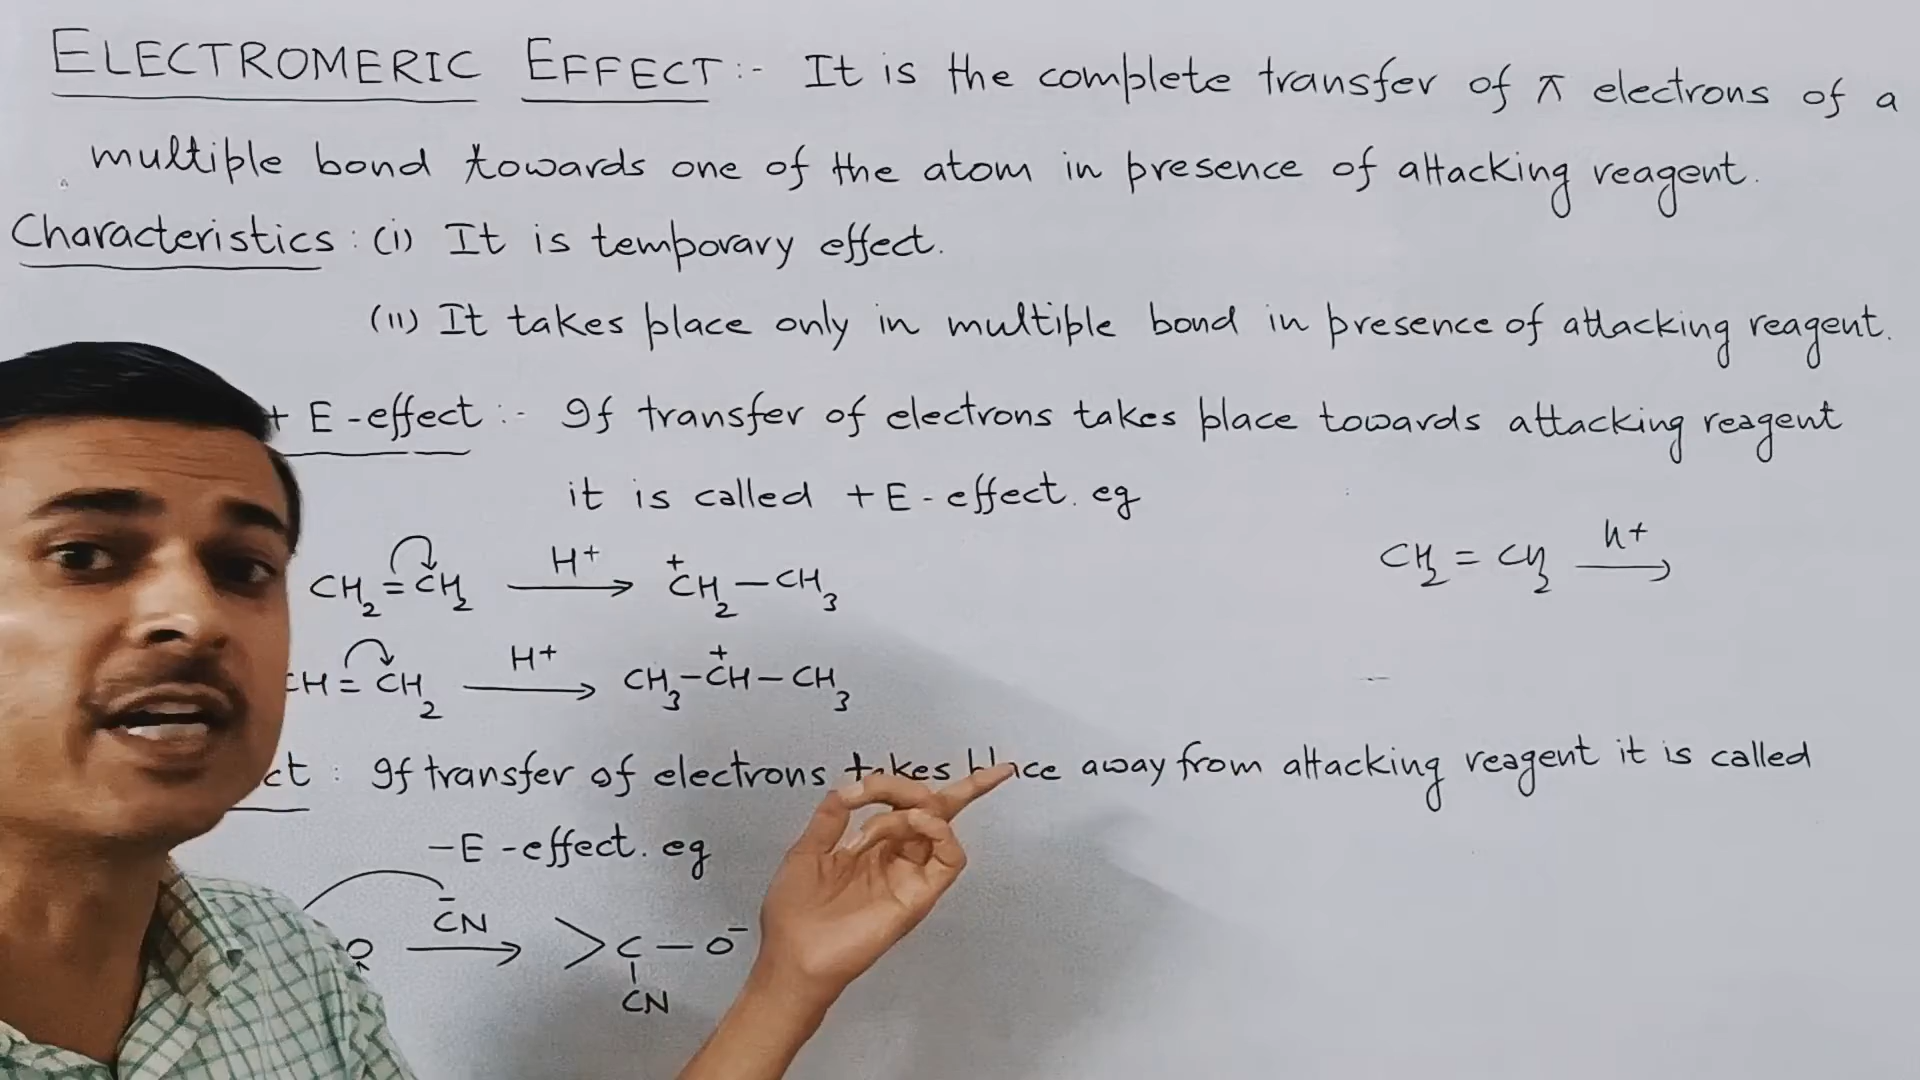 ELECTROMERIC EFFECT:- It is the complete transfer of π electrons of a
multiple bond towards one of the atom in presence of attacking reagent.
Characteristics: (i) It is temporary effect.
(ii) It takes place only in multiple bond in presence of attacking reagent.
+ E-effect:- If transfer of electrons takes place towards attacking reagent
it is called +E-effect. eg
CH₂=CH₂ H+ → +CH₂-CH₃
CH₂=CH₂ H+ →
=CH₂ H+ → CH₃-+CH-CH₃
: If transfer of electrons takes place away from attacking reagent it is called
-E-effect. eg
O -CN → >C-O-
CN